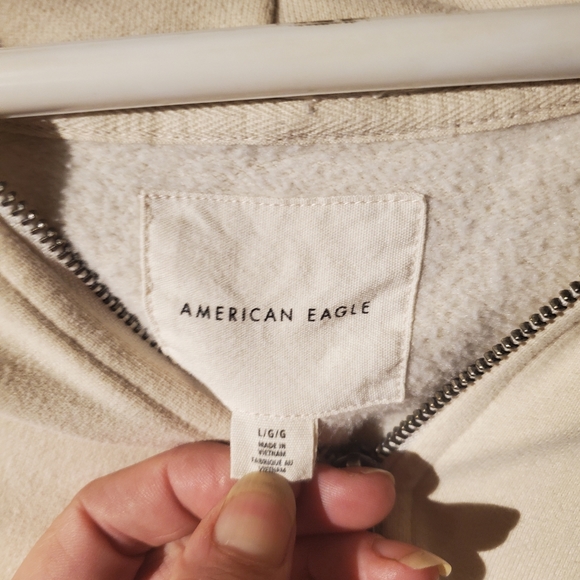 AMERICAN EAGLE
L/G/G
MADE IN
VIETNAM
FABRIQUÉ AU
VIETNAM